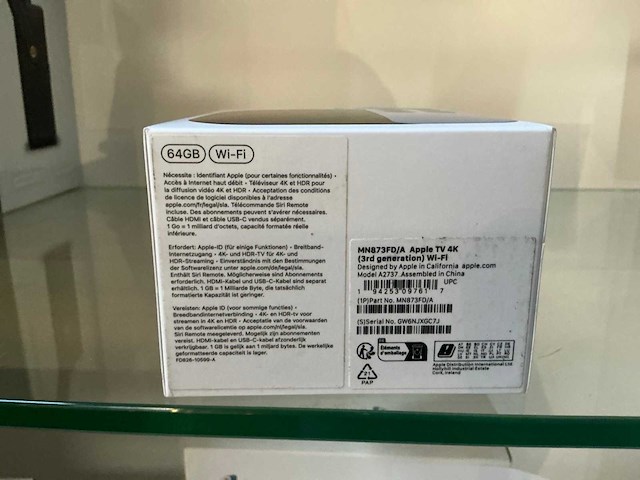 64GB Wi-Fi
Nécessite : Identifiant Apple (pour certaines fonctionnalités) •
Accès à Internet haut débit • Téléviseur 4K et HDR pour
la diffusion vidéo 4K et HDR • Acceptation des conditions
de licence de logiciel disponibles à l'adresse
apple.com/fr/legal/sla. Télécommande Siri Remote
incluse. Des abonnements peuvent s'avérer nécessaires.
Câble HDMI et câble USB-C vendus séparément.
1 Go = 1 milliard d'octets, capacité formatée réelle
inférieure.
Erfordert: Apple-ID (für einige Funktionen) • Breitband-
Internetzugang • 4K- und HDR-TV für 4K- und
HDR-Streaming • Einverständnis mit den Bestimmungen
der Softwarelizenz unter apple.com/de/legal/sla.
Enthält Siri Remote. Möglicherweise sind Abonnements
erforderlich. HDMI-Kabel und USB-C-Kabel sind separat
erhältlich. 1 GB = 1 Milliarde Byte, die tatsächlich
formatierte Kapazität ist geringer.
Vereisten: Apple ID (voor sommige functies) •
Breedbandinternetverbinding • 4K- en HDR-tv voor
streamen in 4K en HDR • Acceptatie van de voorwaarden
van de softwarelicentie op apple.com/nl/legal/sla.
Siri Remote meegeleverd. Mogelijk zijn abonnementen
vereist. HDMI-kabel en USB-C-kabel afzonderlijk
verkrijgbaar. 1 GB is gelijk aan 1 miljard bytes. De werkelijke
geformatteerde capaciteit is lager.
MN873FD/A Apple TV 4K
(3rd generation) Wi-Fi
Designed by Apple in California apple.com
Model A2737. Assembled in China
UPC
1 94253 09761 7
(1P)Part No. MN873FD/A
(S)Serial No. GW6NJXGC7J
FR
Éléments
d'emballage
21
PAP
Apple Distribution International Ltd
Hollyhill Industrial Estate
Cork, Ireland